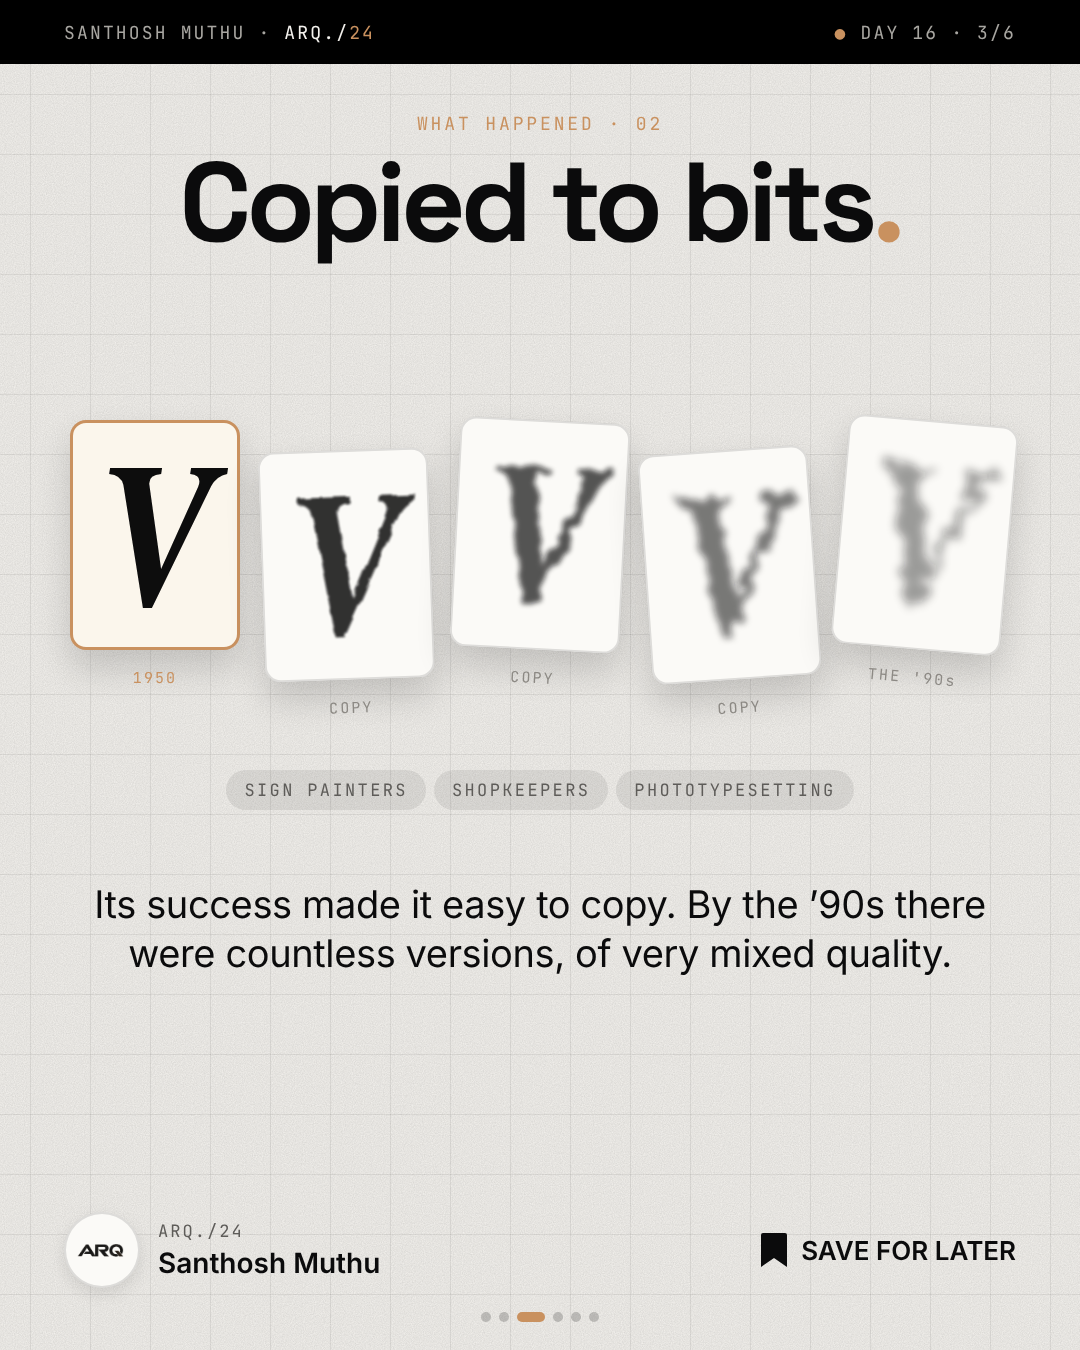 SANTHOSH MUTHU · ARQ./24
● DAY 16 · 3/6
WHAT HAPPENED · 02
Copied to bits.
V
V
V
V
V
1950
COPY
COPY
COPY
THE '90s
SIGN PAINTERS
SHOPKEEPERS
PHOTOTYPESETTING
Its success made it easy to copy. By the ’90s there
were countless versions, of very mixed quality.
ARQ
ARQ./24
Santhosh Muthu
SAVE FOR LATER